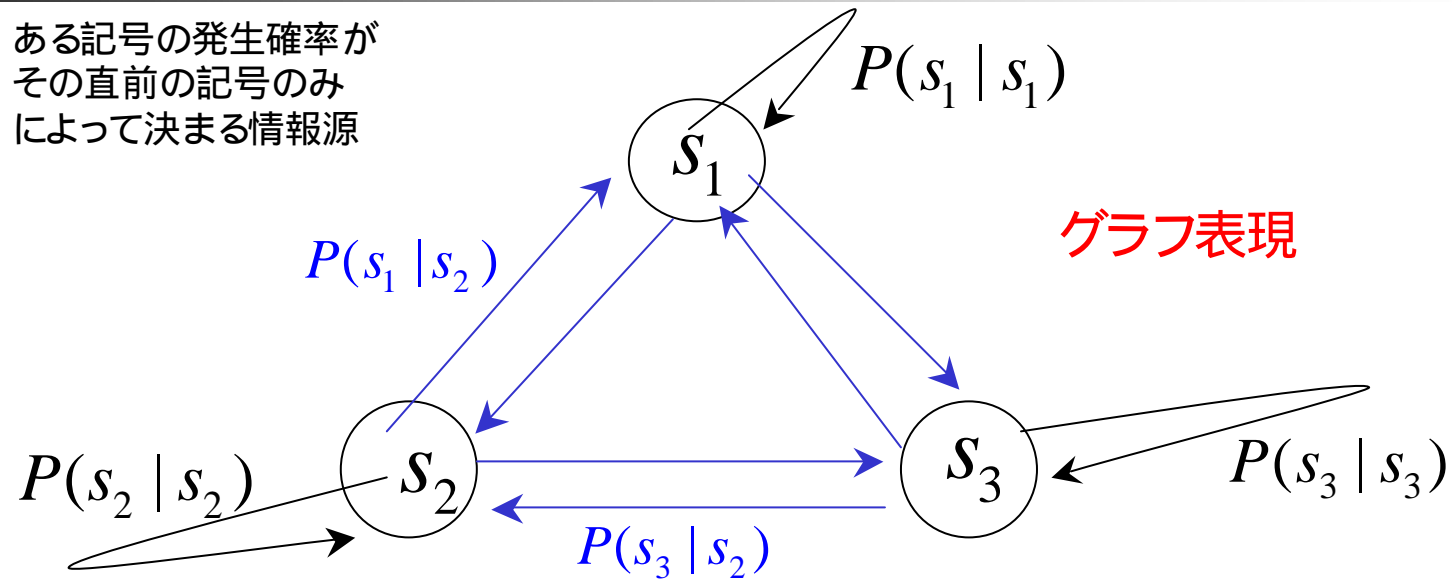 ある記号の発生確率が
その直前の記号のみ
によって決まる情報源
P(s₁ | s₁)
s₁
グラフ表現
P(s₁ | s₂)
s₂
s₃
P(s₂ | s₂)
P(s₃ | s₃)
P(s₃ | s₂)